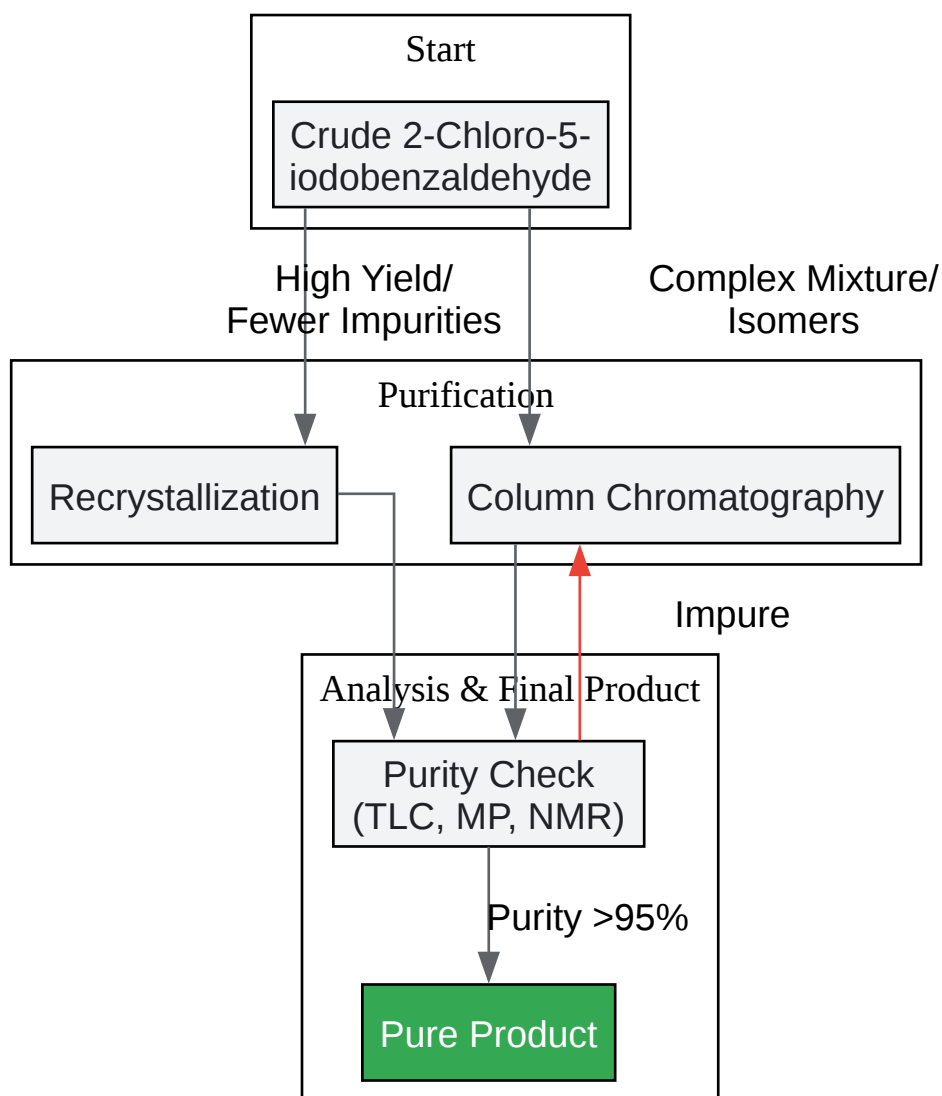 Start
Crude 2-Chloro-5-
iodobenzaldehyde
High Yield/
Fewer Impurities
Complex Mixture/
Isomers
Purification
Recrystallization
Column Chromatography
Impure
Analysis & Final Product
Purity Check
(TLC, MP, NMR)
Purity >95%
Pure Product